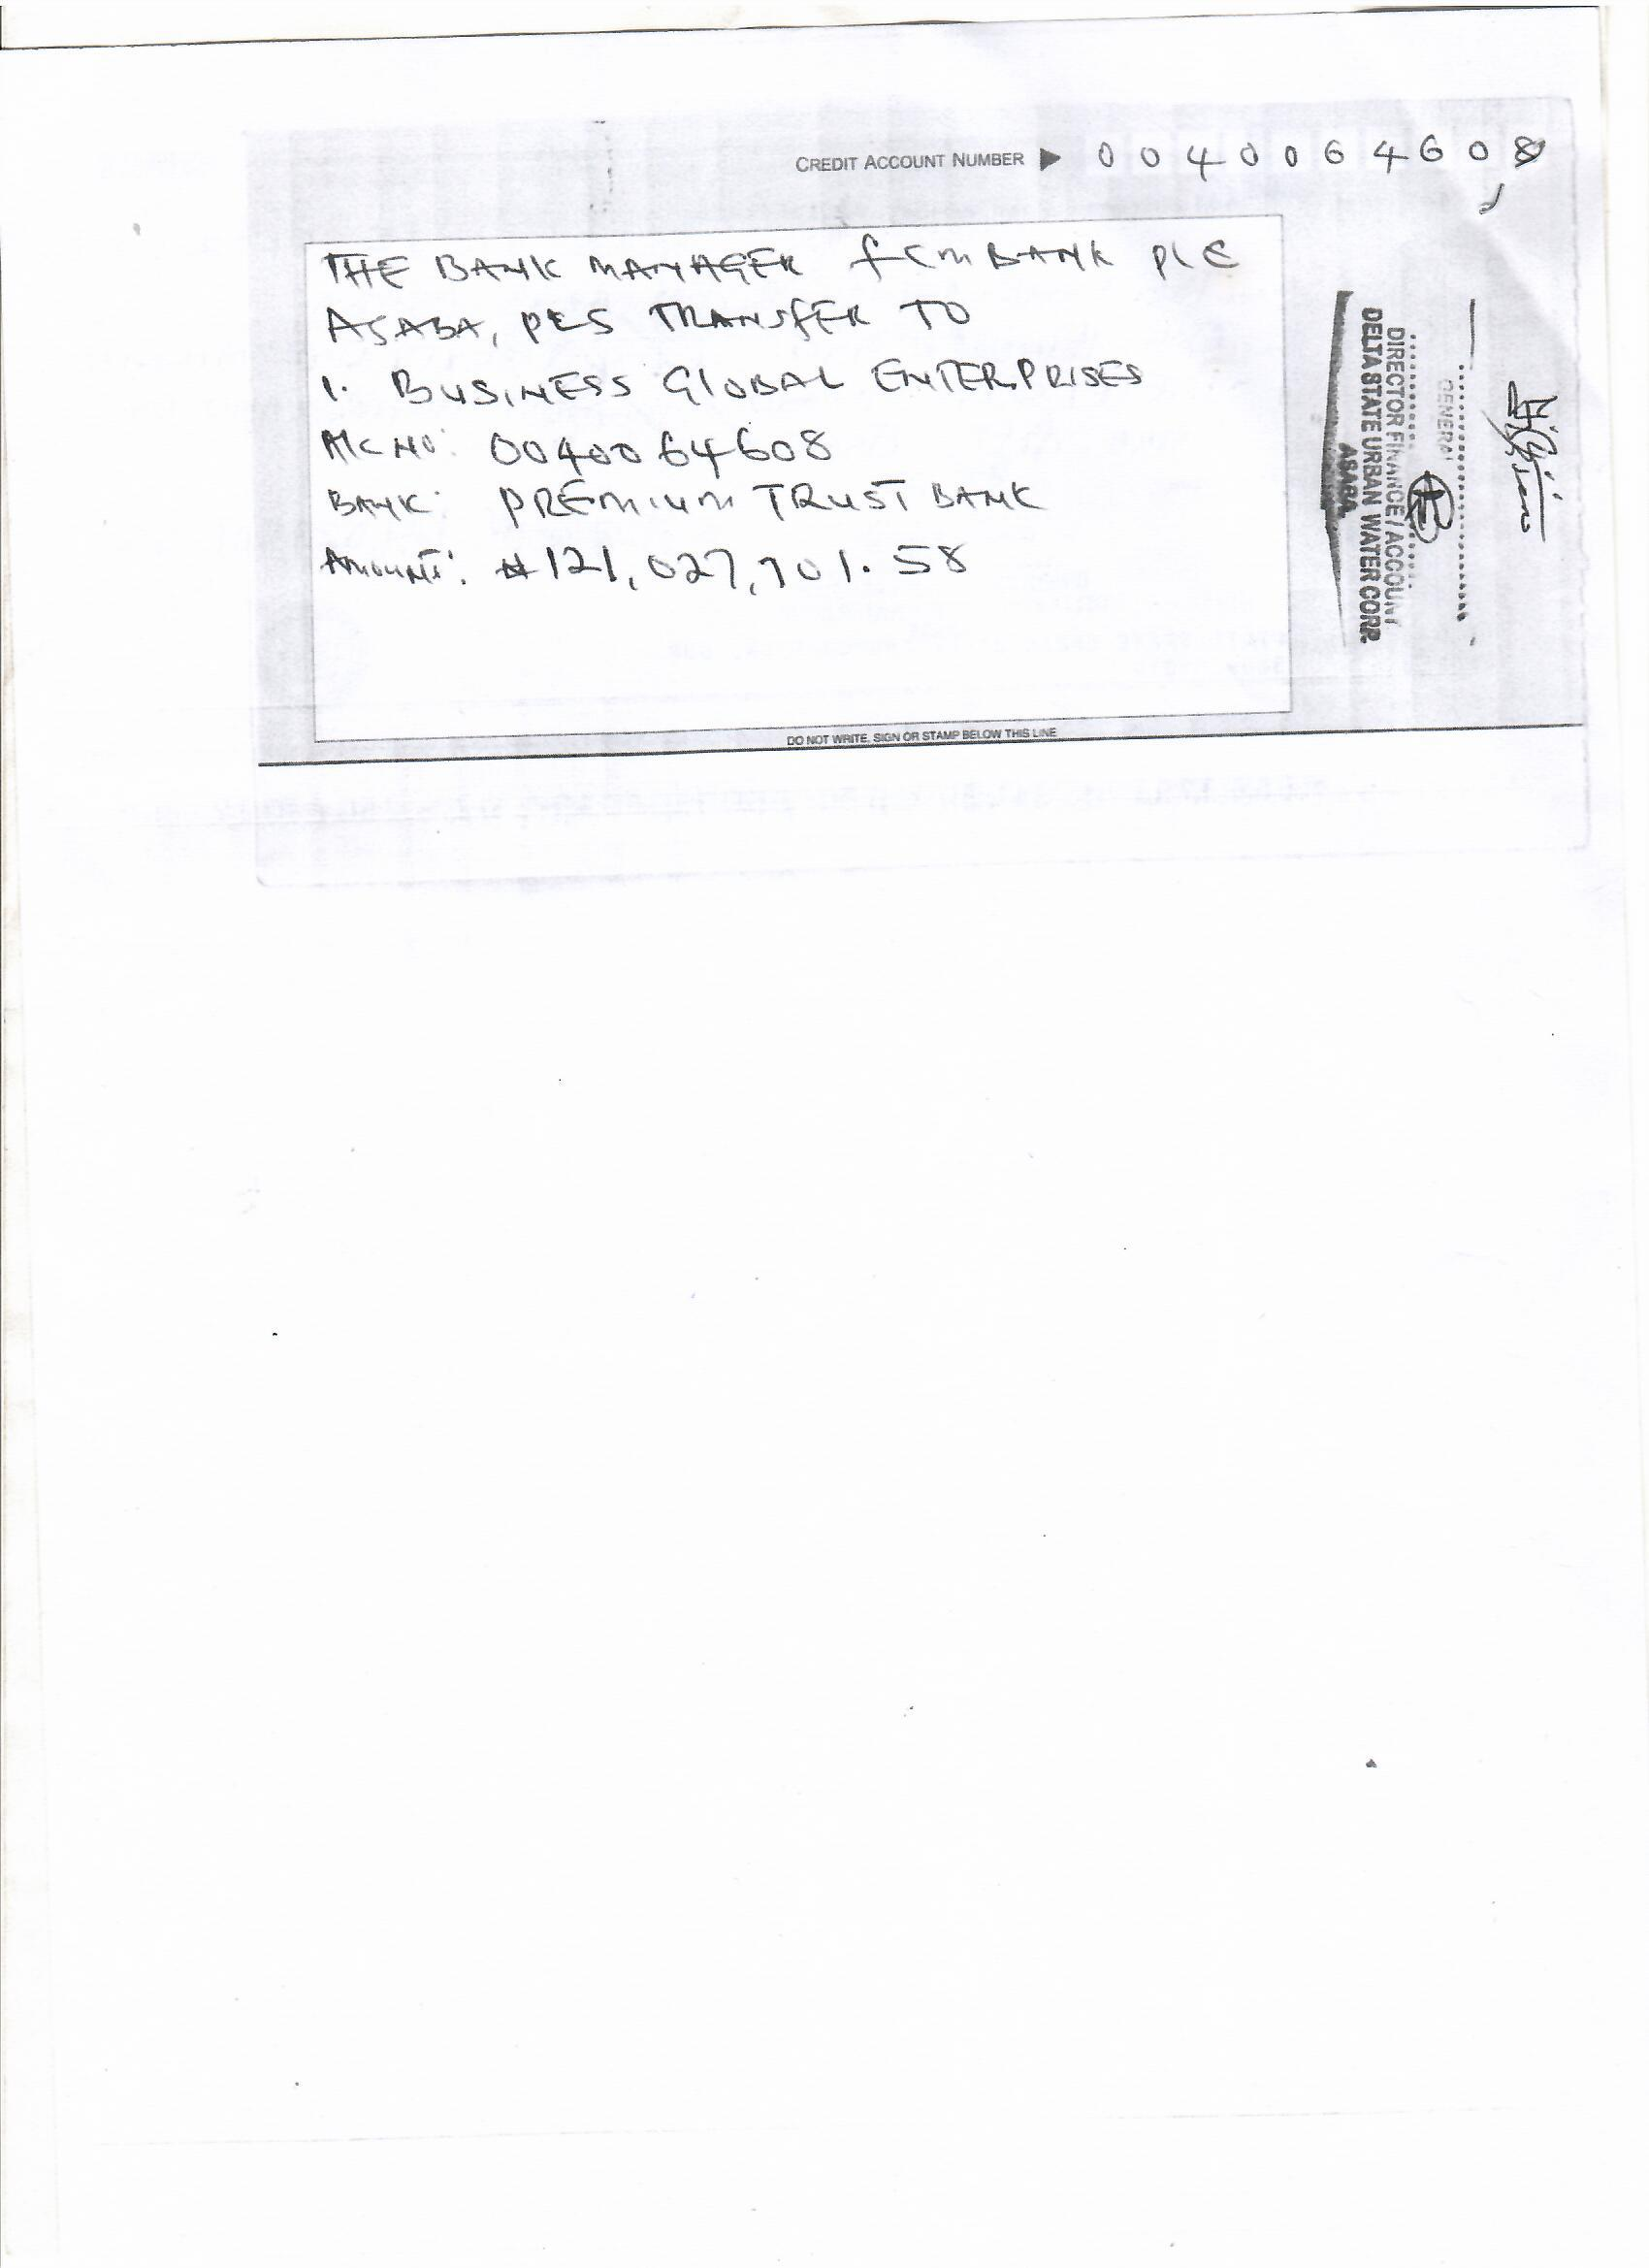 CREDIT ACCOUNT NUMBER ▶ 0040064608
THE BANK MANAGER fcmBANK PLC
ASABA, PLS TRANSfER TO
1. BUSINESS GLOBAL ENTERPRISES
A/C NO: 0040064608
BANK: PREMIUM TRUST BANK
AMOUNT: ₦121,027,701.58
DO NOT WRITE, SIGN OR STAMP BELOW THIS LINE
GENERAL
DIRECTOR FINANCE / ACCOUNT
DELTA STATE URBAN WATER CORP.
ASABA